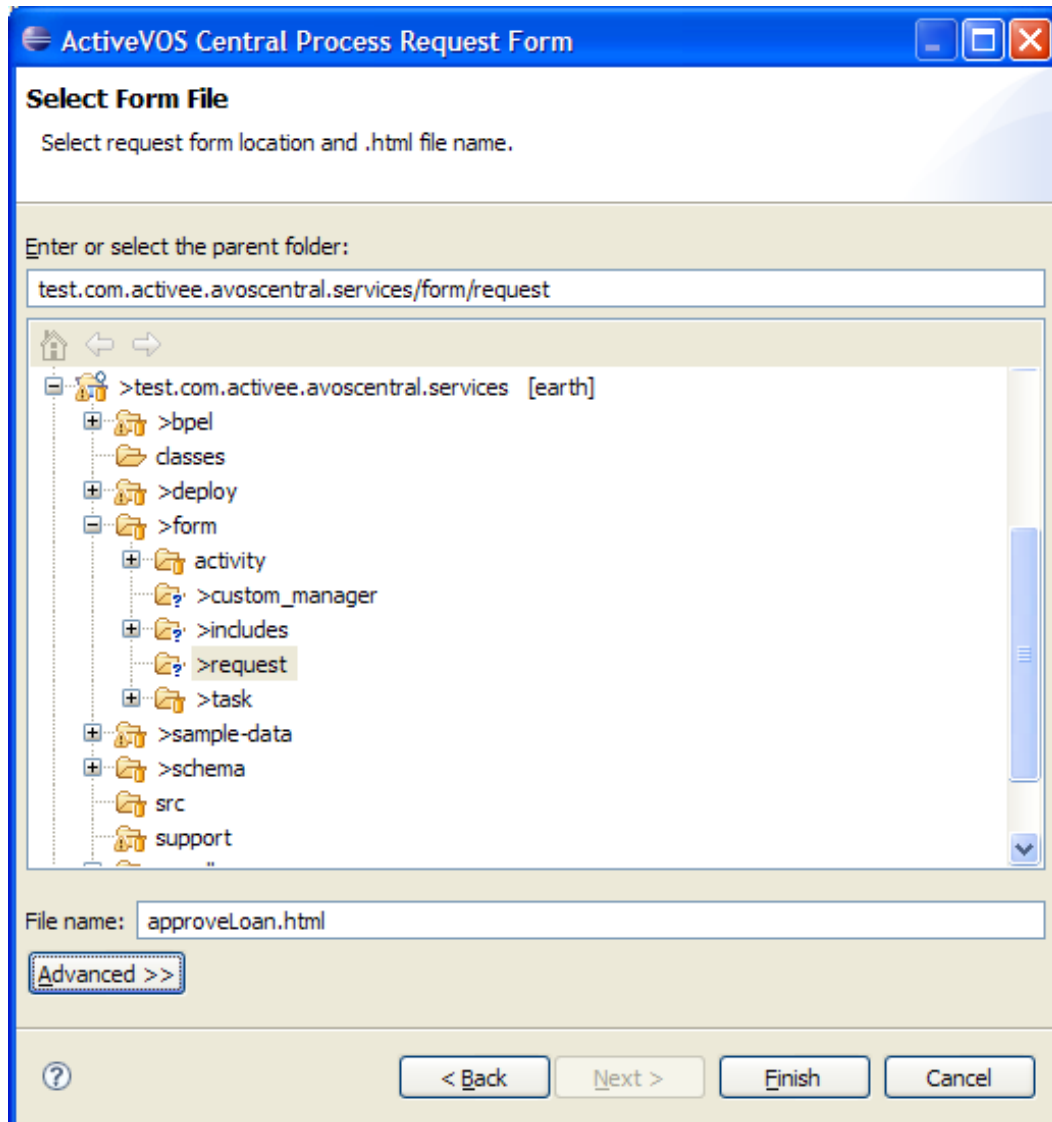 ActiveVOS Central Process Request Form
Select Form File
Select request form location and .html file name.
Enter or select the parent folder:
test.com.activee.avoscentral.services/form/request
>test.com.activee.avoscentral.services [earth]
>bpel
classes
>deploy
>form
activity
>custom_manager
>includes
>request
>task
>sample-data
>schema
src
support
File name: approveLoan.html
Advanced >>
< Back Next > Finish Cancel